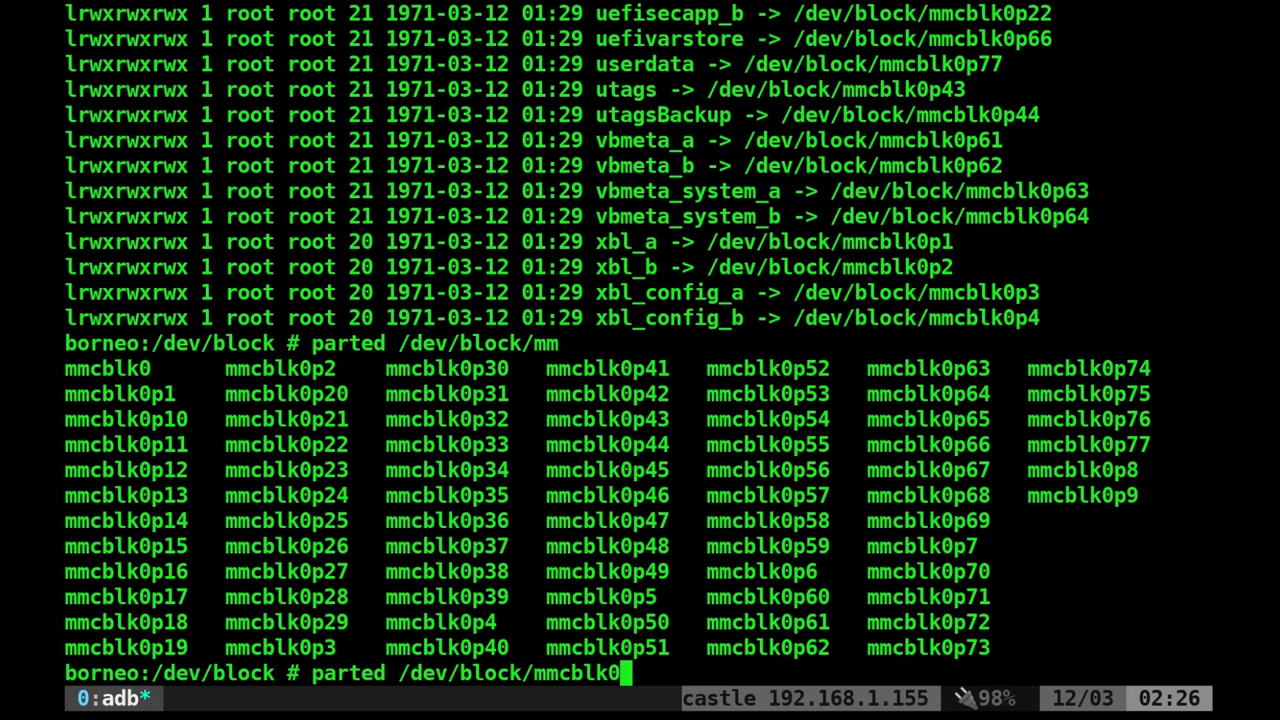 lrwxrwxrwx 1 root root 21 1971-03-12 01:29 uefisecapp_b -> /dev/block/mmcblk0p22
lrwxrwxrwx 1 root root 21 1971-03-12 01:29 uefivarstore -> /dev/block/mmcblk0p66
lrwxrwxrwx 1 root root 21 1971-03-12 01:29 userdata -> /dev/block/mmcblk0p77
lrwxrwxrwx 1 root root 21 1971-03-12 01:29 utags -> /dev/block/mmcblk0p43
lrwxrwxrwx 1 root root 21 1971-03-12 01:29 utagsBackup -> /dev/block/mmcblk0p44
lrwxrwxrwx 1 root root 21 1971-03-12 01:29 vbmeta_a -> /dev/block/mmcblk0p61
lrwxrwxrwx 1 root root 21 1971-03-12 01:29 vbmeta_b -> /dev/block/mmcblk0p62
lrwxrwxrwx 1 root root 21 1971-03-12 01:29 vbmeta_system_a -> /dev/block/mmcblk0p63
lrwxrwxrwx 1 root root 21 1971-03-12 01:29 vbmeta_system_b -> /dev/block/mmcblk0p64
lrwxrwxrwx 1 root root 20 1971-03-12 01:29 xbl_a -> /dev/block/mmcblk0p1
lrwxrwxrwx 1 root root 20 1971-03-12 01:29 xbl_b -> /dev/block/mmcblk0p2
lrwxrwxrwx 1 root root 20 1971-03-12 01:29 xbl_config_a -> /dev/block/mmcblk0p3
lrwxrwxrwx 1 root root 20 1971-03-12 01:29 xbl_config_b -> /dev/block/mmcblk0p4
borneo:/dev/block # parted /dev/block/mm
mmcblk0 mmcblk0p2 mmcblk0p30 mmcblk0p41 mmcblk0p52 mmcblk0p63 mmcblk0p74
mmcblk0p1 mmcblk0p20 mmcblk0p31 mmcblk0p42 mmcblk0p53 mmcblk0p64 mmcblk0p75
mmcblk0p10 mmcblk0p21 mmcblk0p32 mmcblk0p43 mmcblk0p54 mmcblk0p65 mmcblk0p76
mmcblk0p11 mmcblk0p22 mmcblk0p33 mmcblk0p44 mmcblk0p55 mmcblk0p66 mmcblk0p77
mmcblk0p12 mmcblk0p23 mmcblk0p34 mmcblk0p45 mmcblk0p56 mmcblk0p67 mmcblk0p8
mmcblk0p13 mmcblk0p24 mmcblk0p35 mmcblk0p46 mmcblk0p57 mmcblk0p68 mmcblk0p9
mmcblk0p14 mmcblk0p25 mmcblk0p36 mmcblk0p47 mmcblk0p58 mmcblk0p69
mmcblk0p15 mmcblk0p26 mmcblk0p37 mmcblk0p48 mmcblk0p59 mmcblk0p7
mmcblk0p16 mmcblk0p27 mmcblk0p38 mmcblk0p49 mmcblk0p6 mmcblk0p70
mmcblk0p17 mmcblk0p28 mmcblk0p39 mmcblk0p5 mmcblk0p60 mmcblk0p71
mmcblk0p18 mmcblk0p29 mmcblk0p4 mmcblk0p50 mmcblk0p61 mmcblk0p72
mmcblk0p19 mmcblk0p3 mmcblk0p40 mmcblk0p51 mmcblk0p62 mmcblk0p73
borneo:/dev/block # parted /dev/block/mmcblk0
0:adb* castle 192.168.1.155 🔌98% 12/03 02:26